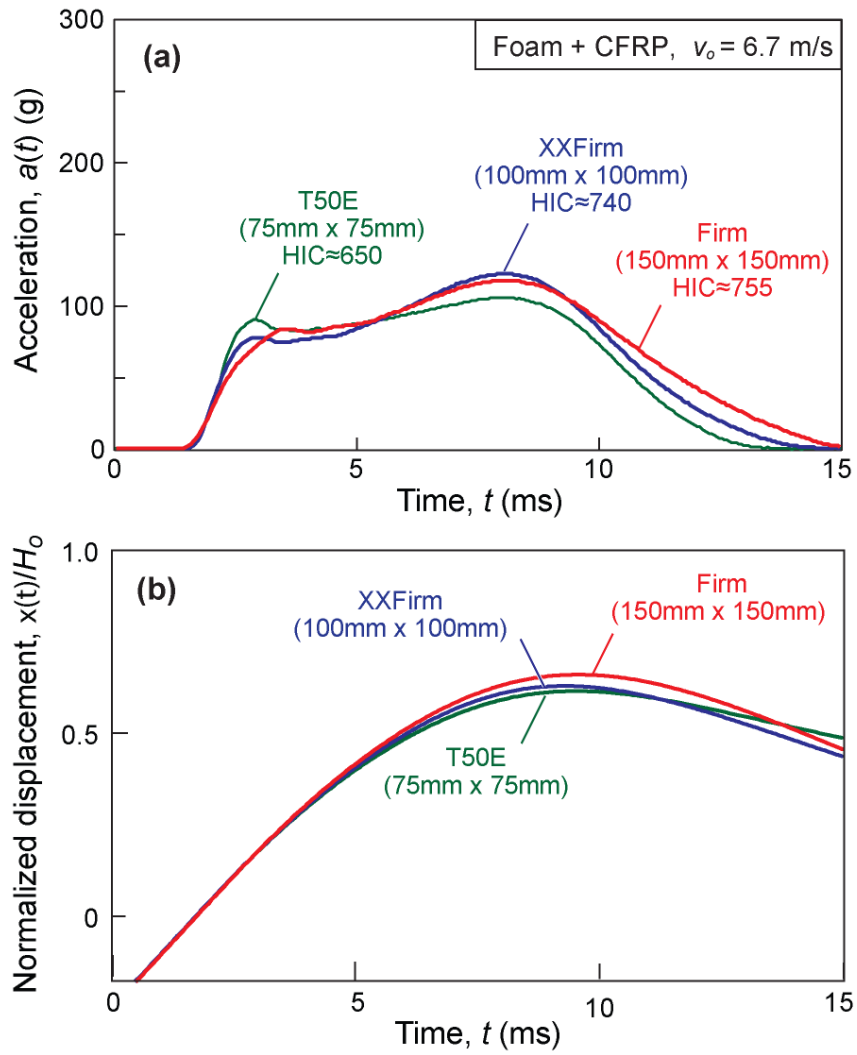 300
(a)
Foam + CFRP, vₒ = 6.7 m/s
Acceleration, a(t) (g)
200
XXFirm
(100mm x 100mm)
HIC≈740
T50E
(75mm x 75mm)
HIC≈650
Firm
(150mm x 150mm)
HIC≈755
100
0
0
5
10
15
Time, t (ms)
1.0
(b)
Normalized displacement, x(t)/Hₒ
XXFirm
(100mm x 100mm)
Firm
(150mm x 150mm)
0.5
T50E
(75mm x 75mm)
0
0
5
10
15
Time, t (ms)